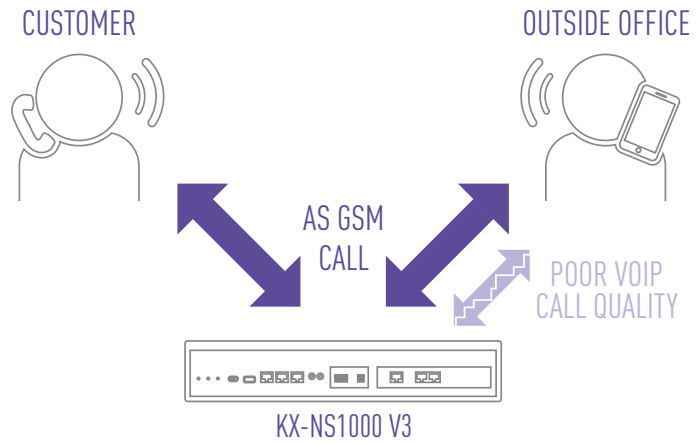 CUSTOMER
OUTSIDE OFFICE
AS GSM
CALL
POOR VOIP
CALL QUALITY
KX-NS1000 V3